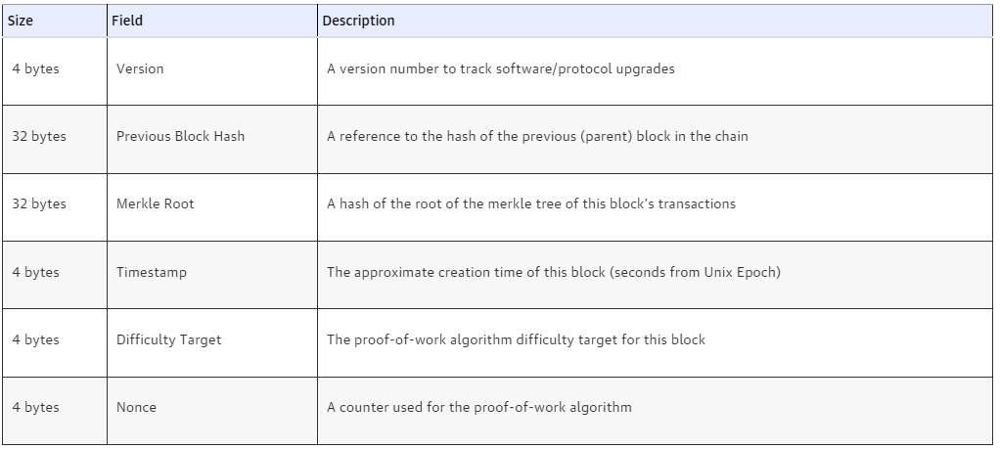 Size Field Description
4 bytes Version A version number to track software/protocol upgrades
32 bytes Previous Block Hash A reference to the hash of the previous (parent) block in the chain
32 bytes Merkle Root A hash of the root of the merkle tree of this block's transactions
4 bytes Timestamp The approximate creation time of this block (seconds from Unix Epoch)
4 bytes Difficulty Target The proof-of-work algorithm difficulty target for this block
4 bytes Nonce A counter used for the proof-of-work algorithm